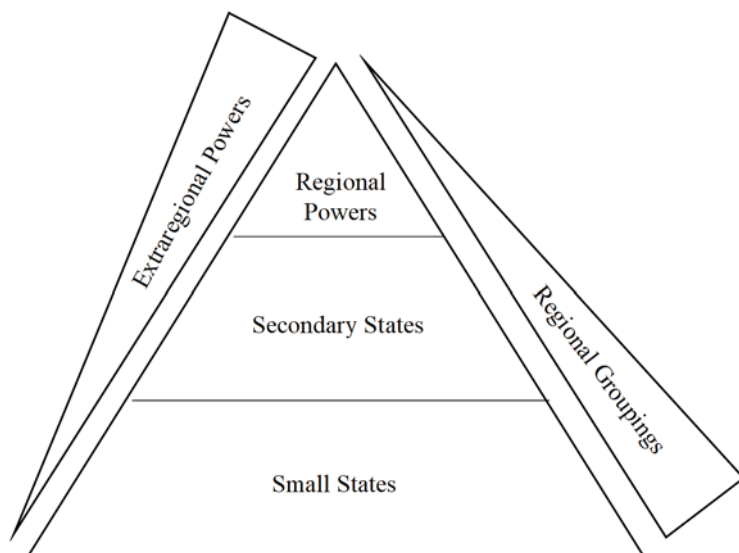 Extraregional Powers
Regional
Powers
Secondary States
Regional Groupings
Small States